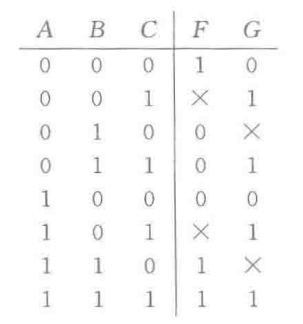 A B C F G
0 0 0 1 0
0 0 1 × 1
0 1 0 0 ×
0 1 1 0 1
1 0 0 0 0
1 0 1 × 1
1 1 0 1 ×
1 1 1 1 1